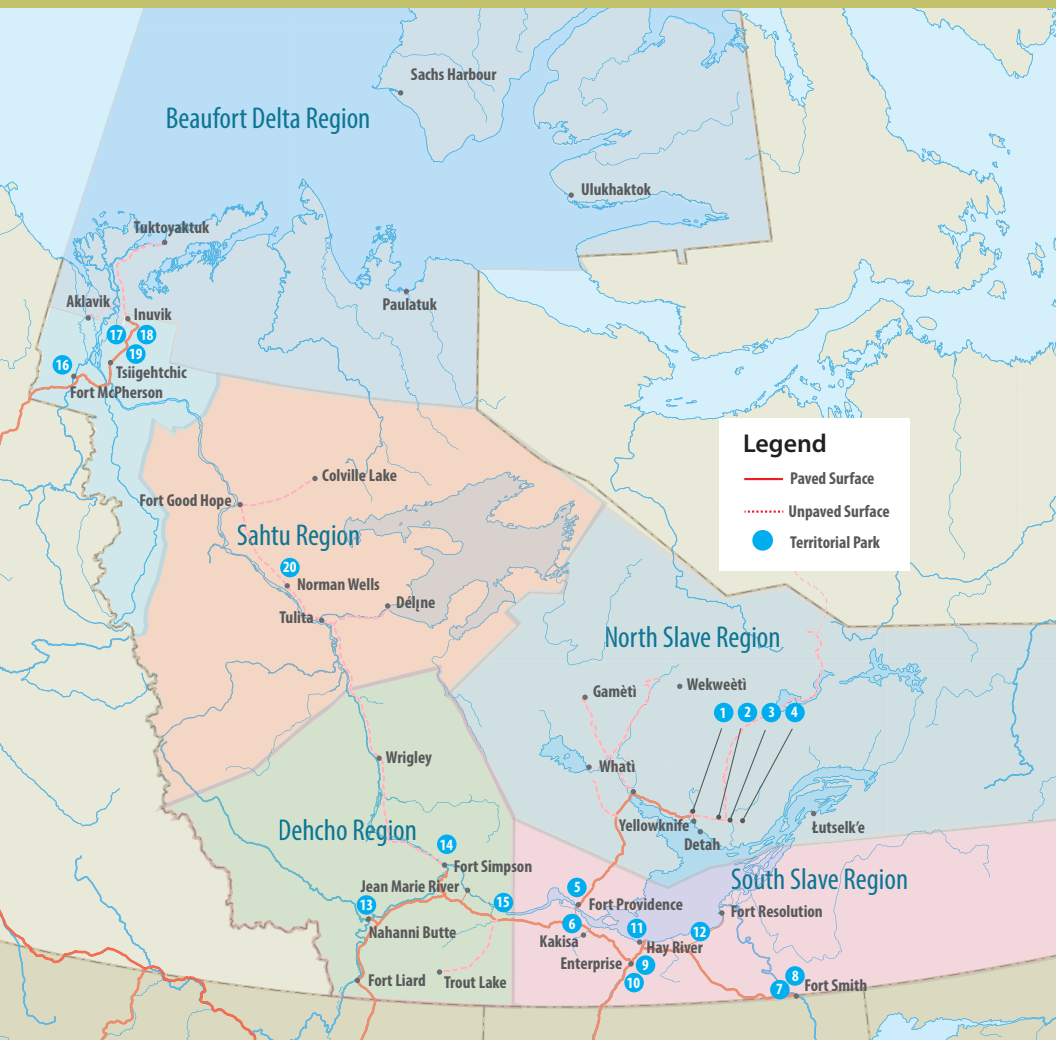 Sachs Harbour
Beaufort Delta Region
Ulukhaktok
Tuktoyaktuk
Aklavik
Paulatuk
Inuvik
17 18
19
16
Tsiigehtchic
Fort McPherson
Legend
Paved Surface
Unpaved Surface
Territorial Park
Colville Lake
Fort Good Hope
Sahtu Region
20
Norman Wells
Délı̨ne
Tulita
North Slave Region
Wekweètì
Gamètì
1 2 3 4
Wrigley
Whatì
Yellowknife
Łutselk'e
Detah
Dehcho Region
14
Fort Simpson
Jean Marie River
South Slave Region
5
15
13
Fort Providence
Fort Resolution
6
11
12
Nahanni Butte
Kakisa
Hay River
Enterprise
9
10
Fort Liard
Trout Lake
8
7
Fort Smith